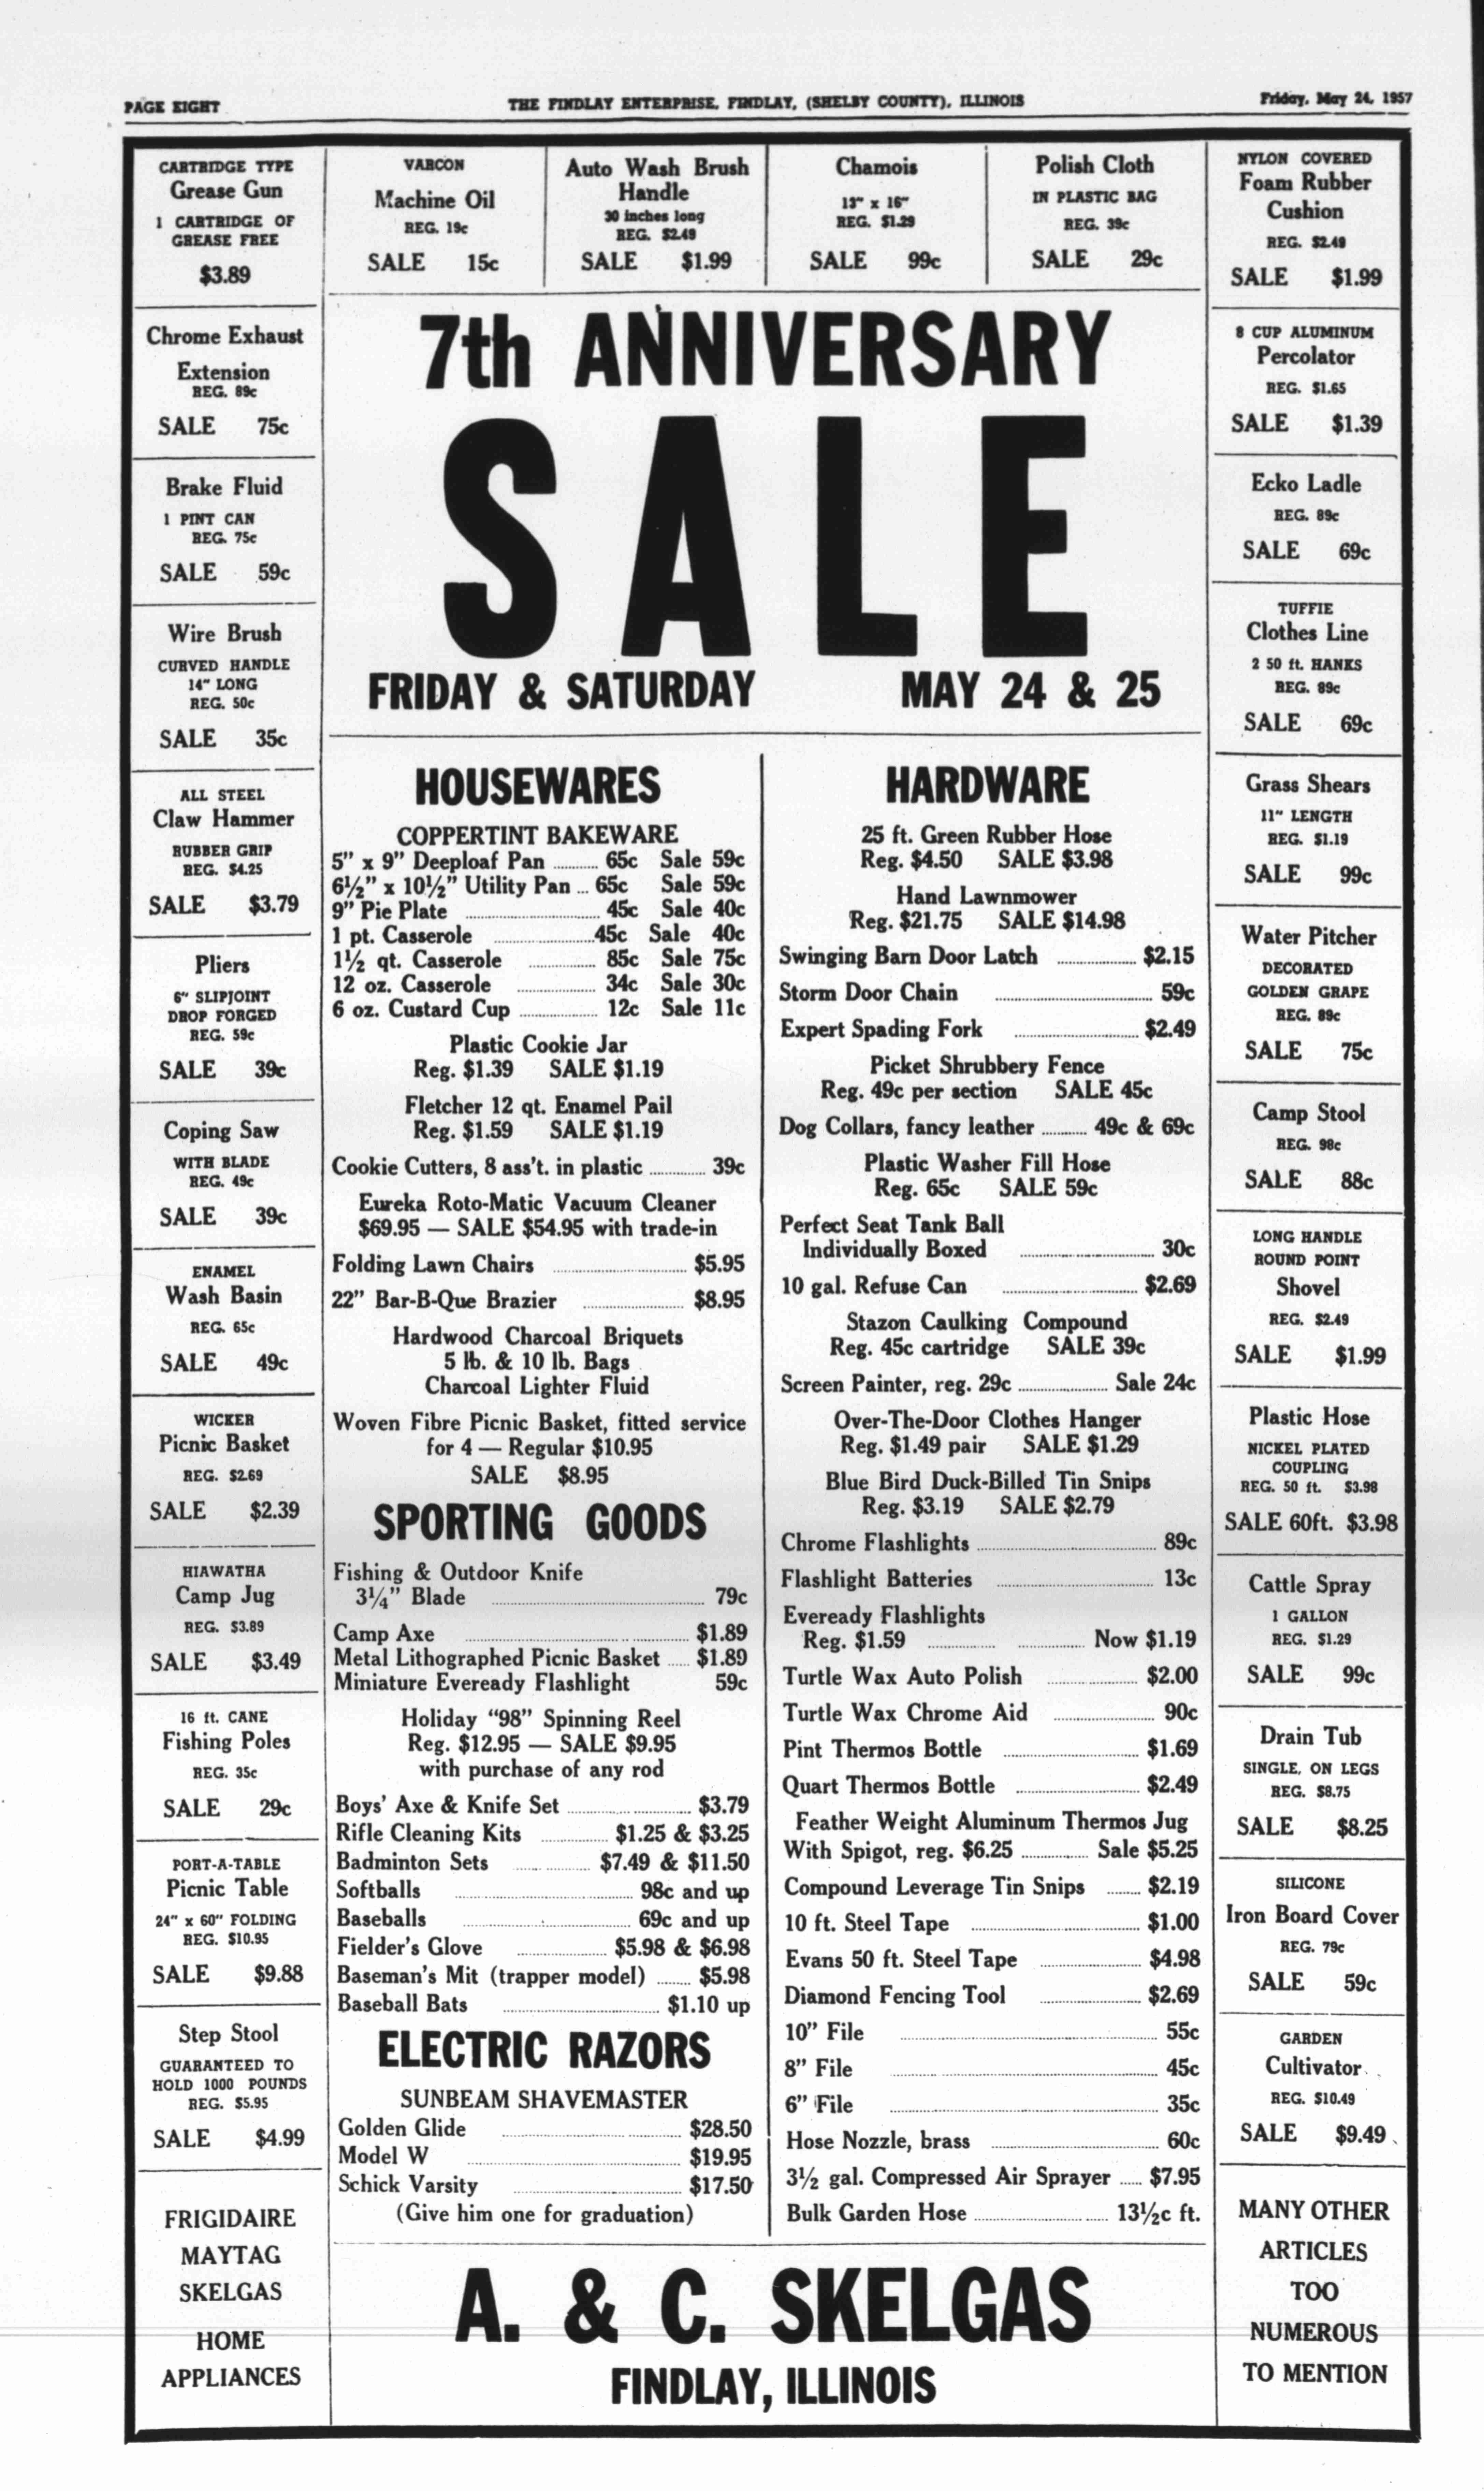 PAGE EIGHT
THE FINDLAY ENTERPRISE, FINDLAY, (SHELBY COUNTY), ILLINOIS
Friday, May 24, 1957
CARTRIDGE TYPE
Grease Gun
1 CARTRIDGE OF
GREASE FREE
$3.89
Chrome Exhaust
Extension
REG. 89c
SALE 75c
Brake Fluid
1 PINT CAN
REG. 75c
SALE 59c
Wire Brush
CURVED HANDLE
14" LONG
REG. 50c
SALE 35c
ALL STEEL
Claw Hammer
RUBBER GRIP
REG. $4.25
SALE $3.79
Pliers
6" SLIPJOINT
DROP FORGED
REG. 59c
SALE 39c
Coping Saw
WITH BLADE
REG. 49c
SALE 39c
ENAMEL
Wash Basin
REG. 65c
SALE 49c
WICKER
Picnic Basket
REG. $2.69
SALE $2.39
HIAWATHA
Camp Jug
REG. $3.89
SALE $3.49
16 ft. CANE
Fishing Poles
REG. 35c
SALE 29c
PORT-A-TABLE
Picnic Table
24" x 60" FOLDING
REG. $10.95
SALE $9.88
Step Stool
GUARANTEED TO
HOLD 1000 POUNDS
REG. $5.95
SALE $4.99
FRIGIDAIRE
MAYTAG
SKELGAS
HOME
APPLIANCES
VARCON
Machine Oil
REG. 19c
SALE 15c
Auto Wash Brush
Handle
30 inches long
REG. $2.49
SALE $1.99
Chamois
13" x 16"
REG. $1.29
SALE 99c
Polish Cloth
IN PLASTIC BAG
REG. 39c
SALE 29c
7th ANNIVERSARY
SALE
FRIDAY & SATURDAY MAY 24 & 25
HOUSEWARES
COPPERTINT BAKEWARE
5" x 9" Deeploaf Pan ........ 65c Sale 59c
6½" x 10½" Utility Pan .. 65c Sale 59c
9" Pie Plate ........ 45c Sale 40c
1 pt. Casserole ........ 45c Sale 40c
1½ qt. Casserole ........ 85c Sale 75c
12 oz. Casserole ........ 34c Sale 30c
6 oz. Custard Cup ........ 12c Sale 11c
Plastic Cookie Jar
Reg. $1.39 SALE $1.19
Fletcher 12 qt. Enamel Pail
Reg. $1.59 SALE $1.19
Cookie Cutters, 8 ass't. in plastic ........ 39c
Eureka Roto-Matic Vacuum Cleaner
$69.95 — SALE $54.95 with trade-in
Folding Lawn Chairs ........ $5.95
22" Bar-B-Que Brazier ........ $8.95
Hardwood Charcoal Briquets
5 lb. & 10 lb. Bags
Charcoal Lighter Fluid
Woven Fibre Picnic Basket, fitted service
for 4 — Regular $10.95
SALE $8.95
SPORTING GOODS
Fishing & Outdoor Knife
3¼" Blade ........ 79c
Camp Axe ........ $1.89
Metal Lithographed Picnic Basket ..... $1.89
Miniature Eveready Flashlight 59c
Holiday "98" Spinning Reel
Reg. $12.95 — SALE $9.95
with purchase of any rod
Boys' Axe & Knife Set ........ $3.79
Rifle Cleaning Kits ........ $1.25 & $3.25
Badminton Sets ........ $7.49 & $11.50
Softballs ........ 98c and up
Baseballs ........ 69c and up
Fielder's Glove ........ $5.98 & $6.98
Baseman's Mit (trapper model) ........ $5.98
Baseball Bats ........ $1.10 up
ELECTRIC RAZORS
SUNBEAM SHAVEMASTER
Golden Glide ........ $28.50
Model W ........ $19.95
Schick Varsity ........ $17.50
(Give him one for graduation)
HARDWARE
25 ft. Green Rubber Hose
Reg. $4.50 SALE $3.98
Hand Lawnmower
Reg. $21.75 SALE $14.98
Swinging Barn Door Latch ........ $2.15
Storm Door Chain ........ 59c
Expert Spading Fork ........ $2.49
Picket Shrubbery Fence
Reg. 49c per section SALE 45c
Dog Collars, fancy leather ........ 49c & 69c
Plastic Washer Fill Hose
Reg. 65c SALE 59c
Perfect Seat Tank Ball
Individually Boxed ........ 30c
10 gal. Refuse Can ........ $2.69
Stazon Caulking Compound
Reg. 45c cartridge SALE 39c
Screen Painter, reg. 29c ........ Sale 24c
Over-The-Door Clothes Hanger
Reg. $1.49 pair SALE $1.29
Blue Bird Duck-Billed Tin Snips
Reg. $3.19 SALE $2.79
Chrome Flashlights ........ 89c
Flashlight Batteries ........ 13c
Eveready Flashlights
Reg. $1.59 ........ Now $1.19
Turtle Wax Auto Polish ........ $2.00
Turtle Wax Chrome Aid ........ 90c
Pint Thermos Bottle ........ $1.69
Quart Thermos Bottle ........ $2.49
Feather Weight Aluminum Thermos Jug
With Spigot, reg. $6.25 ........ Sale $5.25
Compound Leverage Tin Snips ........ $2.19
10 ft. Steel Tape ........ $1.00
Evans 50 ft. Steel Tape ........ $4.98
Diamond Fencing Tool ........ $2.69
10" File ........ 55c
8" File ........ 45c
6" File ........ 35c
Hose Nozzle, brass ........ 60c
3½ gal. Compressed Air Sprayer ..... $7.95
Bulk Garden Hose ........ 13½c ft.
A. & C. SKELGAS
FINDLAY, ILLINOIS
NYLON COVERED
Foam Rubber
Cushion
REG. $2.49
SALE $1.99
8 CUP ALUMINUM
Percolator
REG. $1.65
SALE $1.39
Ecko Ladle
REG. 89c
SALE 69c
TUFFIE
Clothes Line
2 50 ft. HANKS
REG. 89c
SALE 69c
Grass Shears
11" LENGTH
REG. $1.19
SALE 99c
Water Pitcher
DECORATED
GOLDEN GRAPE
REG. 89c
SALE 75c
Camp Stool
REG. 98c
SALE 88c
LONG HANDLE
ROUND POINT
Shovel
REG. $2.49
SALE $1.99
Plastic Hose
NICKEL PLATED
COUPLING
REG. 50 ft. $3.98
SALE 60ft. $3.98
Cattle Spray
1 GALLON
REG. $1.29
SALE 99c
Drain Tub
SINGLE, ON LEGS
REG. $8.75
SALE $8.25
SILICONE
Iron Board Cover
REG. 79c
SALE 59c
GARDEN
Cultivator
REG. $10.49
SALE $9.49
MANY OTHER
ARTICLES
TOO
NUMEROUS
TO MENTION